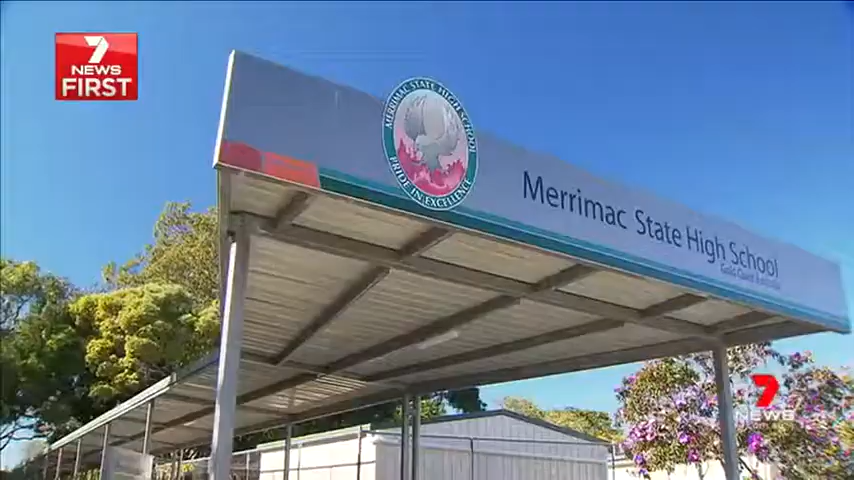 7
NEWS
FIRST
MERRIMAC STATE HIGH SCHOOL
PRIDE IN EXCELLENCE
Merrimac State High School
Gold Coast Australia
7
NEWS